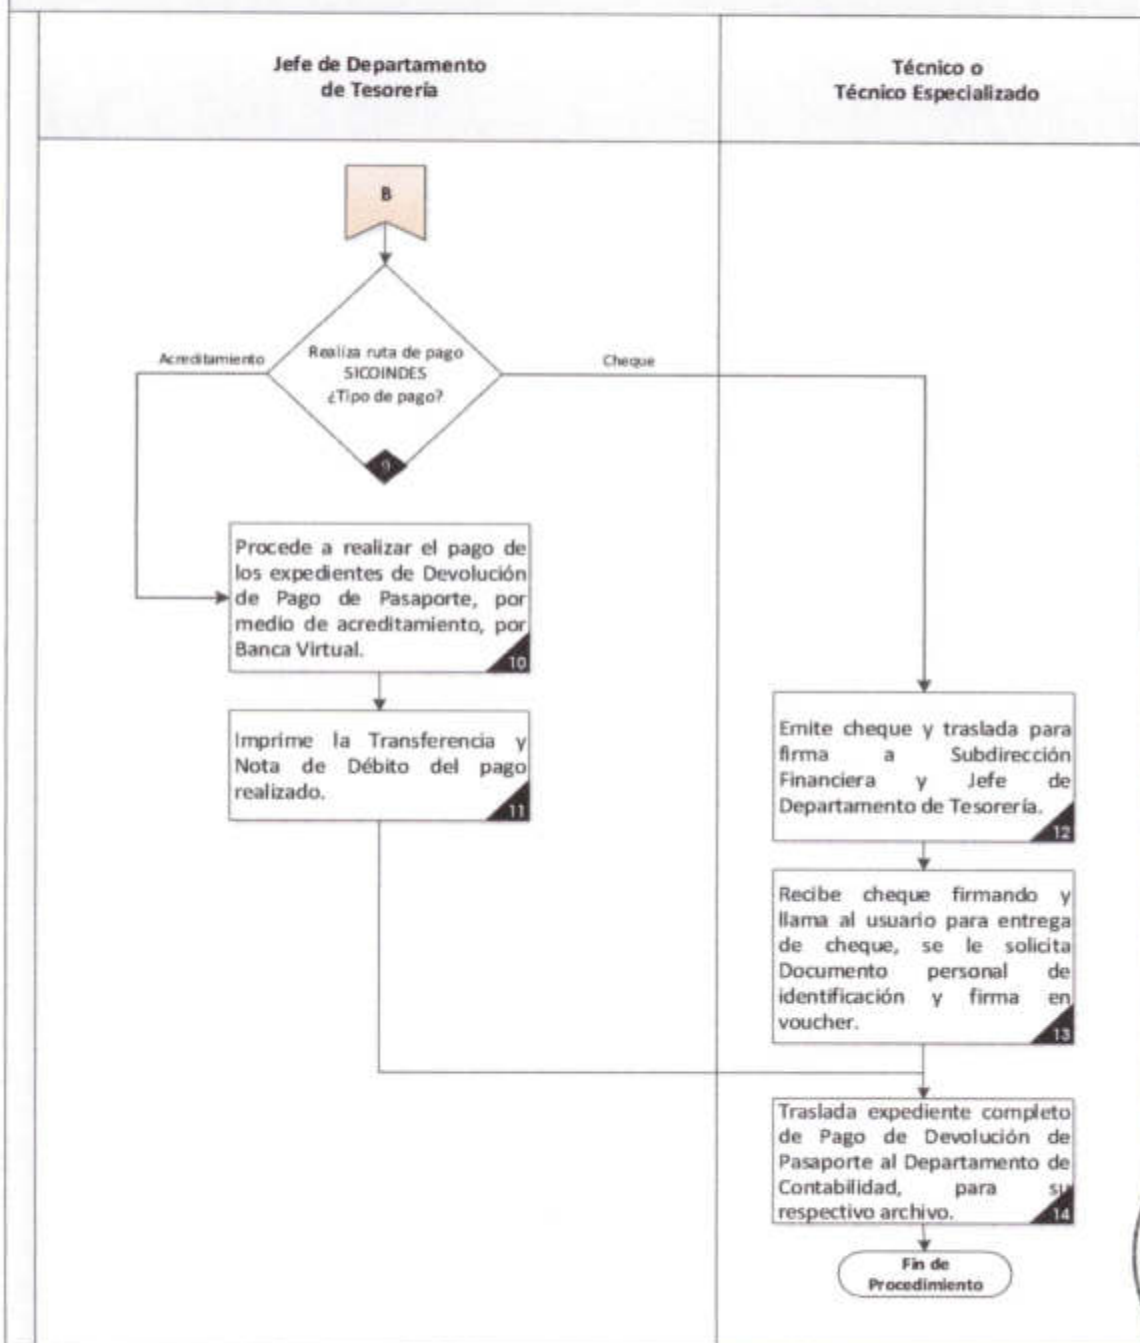 Jefe de Departamento
de Tesorería
Técnico o
Técnico Especializado
B
Acreditamiento
Realiza ruta de pago
SICOINDES
¿Tipo de pago?
Cheque
9
Procede a realizar el pago de
los expedientes de Devolución
de Pago de Pasaporte, por
medio de acreditamiento, por
Banca Virtual.
10
Imprime la Transferencia y
Nota de Débito del pago
realizado.
11
Emite cheque y traslada para
firma a Subdirección
Financiera y Jefe de
Departamento de Tesorería.
12
Recibe cheque firmando y
llama al usuario para entrega
de cheque, se le solicita
Documento personal de
identificación y firma en
voucher.
13
Traslada expediente completo
de Pago de Devolución de
Pasaporte al Departamento de
Contabilidad, para su
respectivo archivo.
14
Fin de
Procedimiento